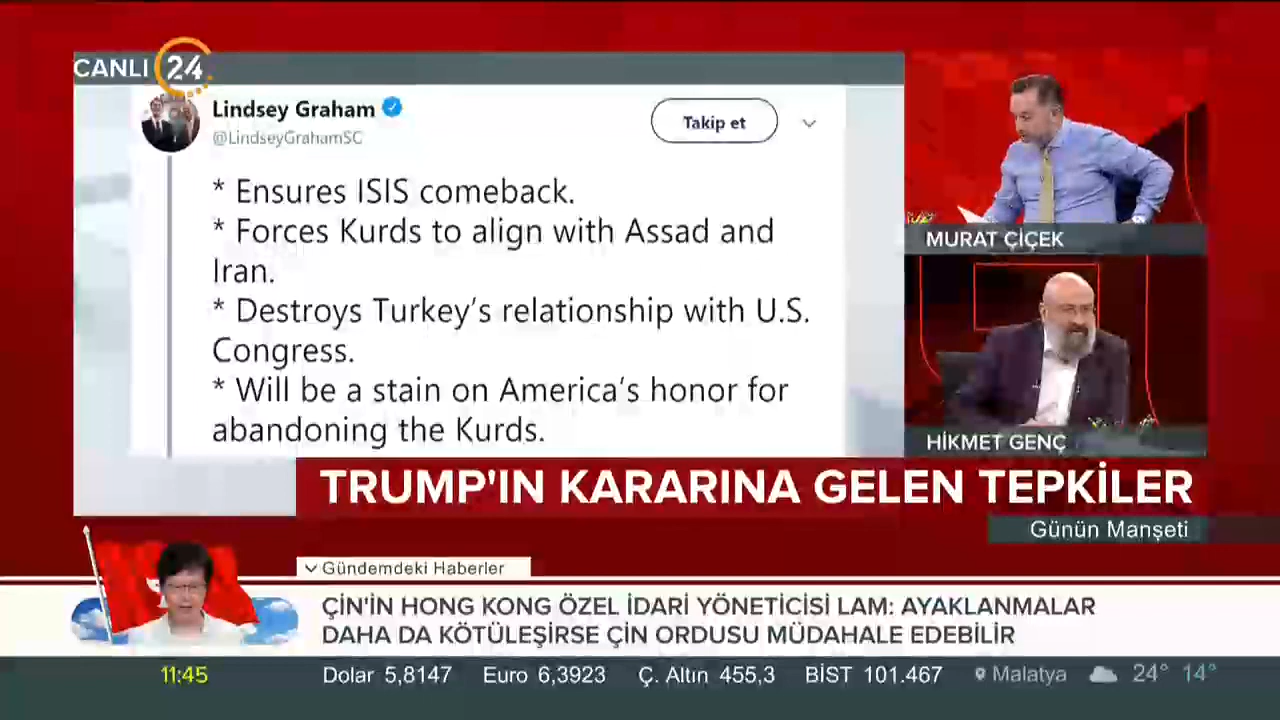 CANLI 24
Lindsey Graham
@LindseyGrahamSC
Takip et
* Ensures ISIS comeback.
* Forces Kurds to align with Assad and
Iran.
* Destroys Turkey's relationship with U.S.
Congress.
* Will be a stain on America's honor for
abandoning the Kurds.
MURAT ÇİÇEK
HİKMET GENÇ
TRUMP'IN KARARINA GELEN TEPKİLER
Günün Manşeti
Gündemdeki Haberler
ÇİN'İN HONG KONG ÖZEL İDARİ YÖNETİCİSİ LAM: AYAKLANMALAR
DAHA DA KÖTÜLEŞİRSE ÇİN ORDUSU MÜDAHALE EDEBİLİR
11:45 Dolar 5,8147 Euro 6,3923 Ç. Altın 455,3 BİST 101.467 Malatya 24° 14°